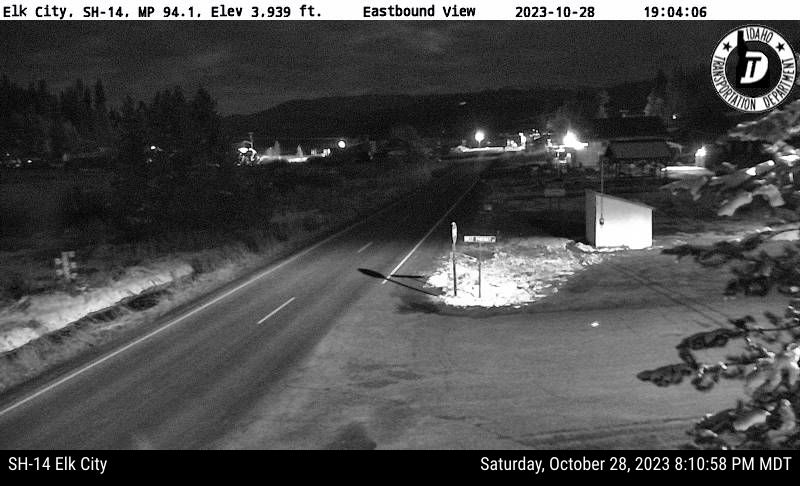 Elk City, SH-14, MP 94.1, Elev 3,939 ft. Eastbound View 2023-10-28 19:04:06
IDAHO
TRANSPORTATION DEPARTMENT
SH-14 Elk City Saturday, October 28, 2023 8:10:58 PM MDT